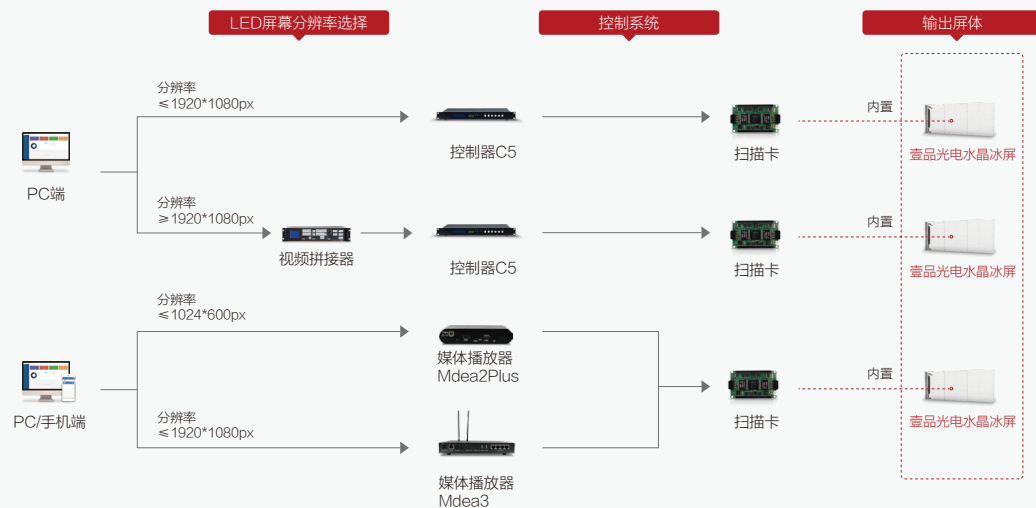 LED屏幕分辨率选择
控制系统
输出屏体
分辨率
≤1920*1080px
控制器C5
扫描卡
内置
壹品光电水晶冰屏
PC端
分辨率
≥1920*1080px
视频拼接器
控制器C5
扫描卡
内置
壹品光电水晶冰屏
分辨率
≤1024*600px
媒体播放器
Mdea2Plus
PC/手机端
扫描卡
内置
壹品光电水晶冰屏
分辨率
≤1920*1080px
媒体播放器
Mdea3